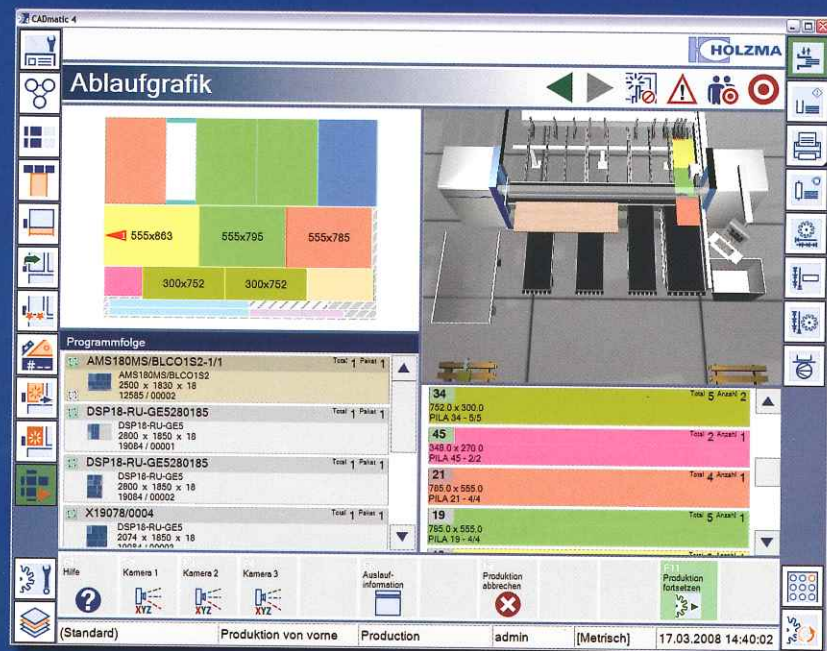 CADmatic 4
HOLZMA
Ablaufgrafik
555x863
555x795
555x785
300x752
300x752
Programmfolge
AMS180MS/BLCO1S2-1/1
Total 1 Paket 1
AMS180MS/BLCO1S2
2500 x 1830 x 18
12585 / 00002
DSP18-RU-GE5280185
Total 1 Paket 1
DSP18-RU-GE5
2800 x 1850 x 18
19084 / 00001
DSP18-RU-GE5280185
Total 1 Paket 1
DSP18-RU-GE5
2800 x 1850 x 18
19084 / 00002
X19078/0004
Total 1 Paket 1
DSP18-RU-GE5
2074 x 1850 x 18
34
Total 5 Anzahl 2
752.0 x 300.0
PILA 34 - 5/5
45
Total 2 Anzahl 1
348.0 x 270.0
PILA 45 - 2/2
21
Total 4 Anzahl 1
785.0 x 555.0
PILA 21 - 4/4
19
Total 5 Anzahl 1
795.0 x 555.0
PILA 19 - 4/4
Hilfe
Kamera 1
XYZ
Kamera 2
XYZ
Kamera 3
XYZ
Auslauf-
information
Produktion
abbrechen
F11
Produktion
fortsetzen
(Standard)
Produktion von vorne
Production
admin
[Metrisch]
17.03.2008 14:40:02